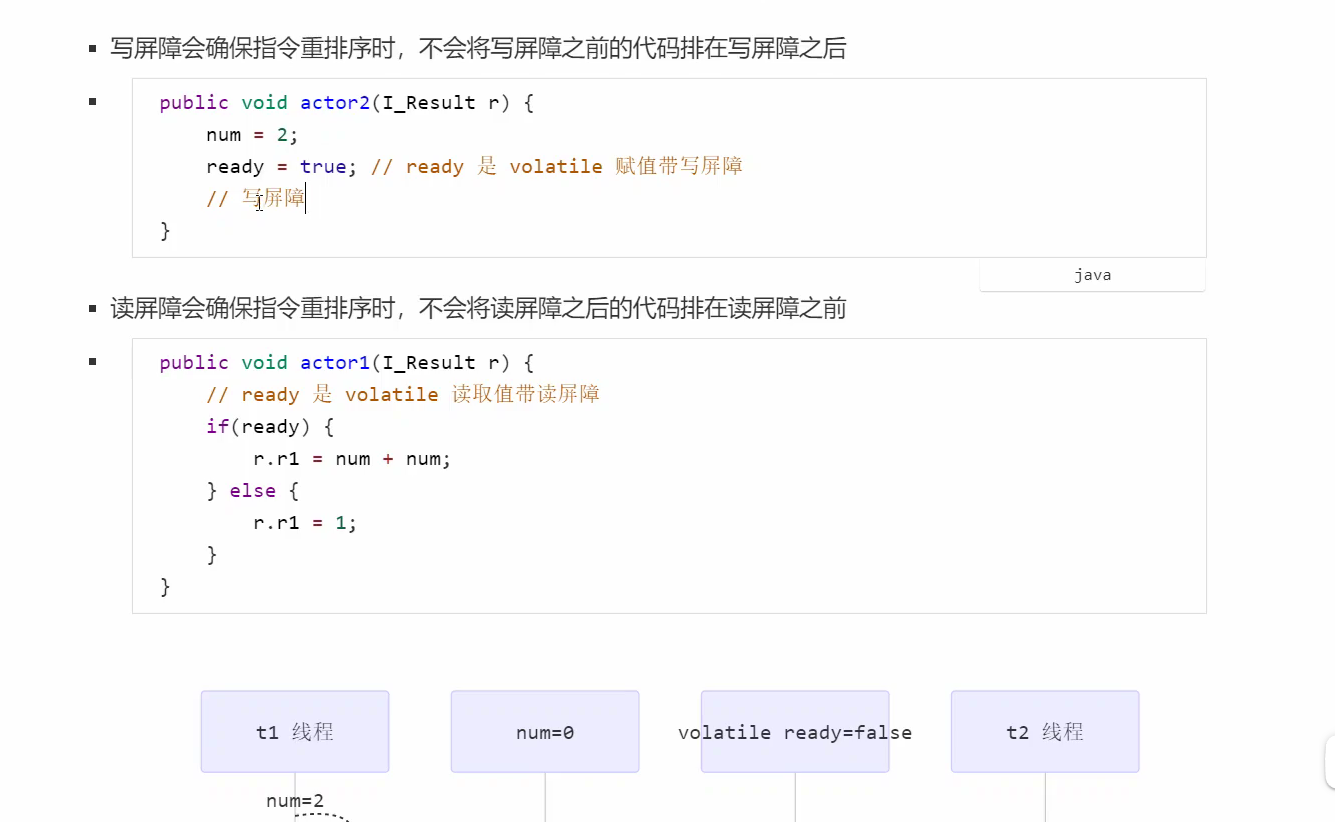 写屏障会确保指令重排序时，不会将写屏障之前的代码排在写屏障之后
public void actor2(I_Result r) {
num = 2;
ready = true; // ready 是 volatile 赋值带写屏障
// 写屏障
}
java
读屏障会确保指令重排序时，不会将读屏障之后的代码排在读屏障之前
public void actor1(I_Result r) {
// ready 是 volatile 读取值带读屏障
if(ready) {
r.r1 = num + num;
} else {
r.r1 = 1;
}
}
t1 线程
num=0
volatile ready=false
t2 线程
num=2